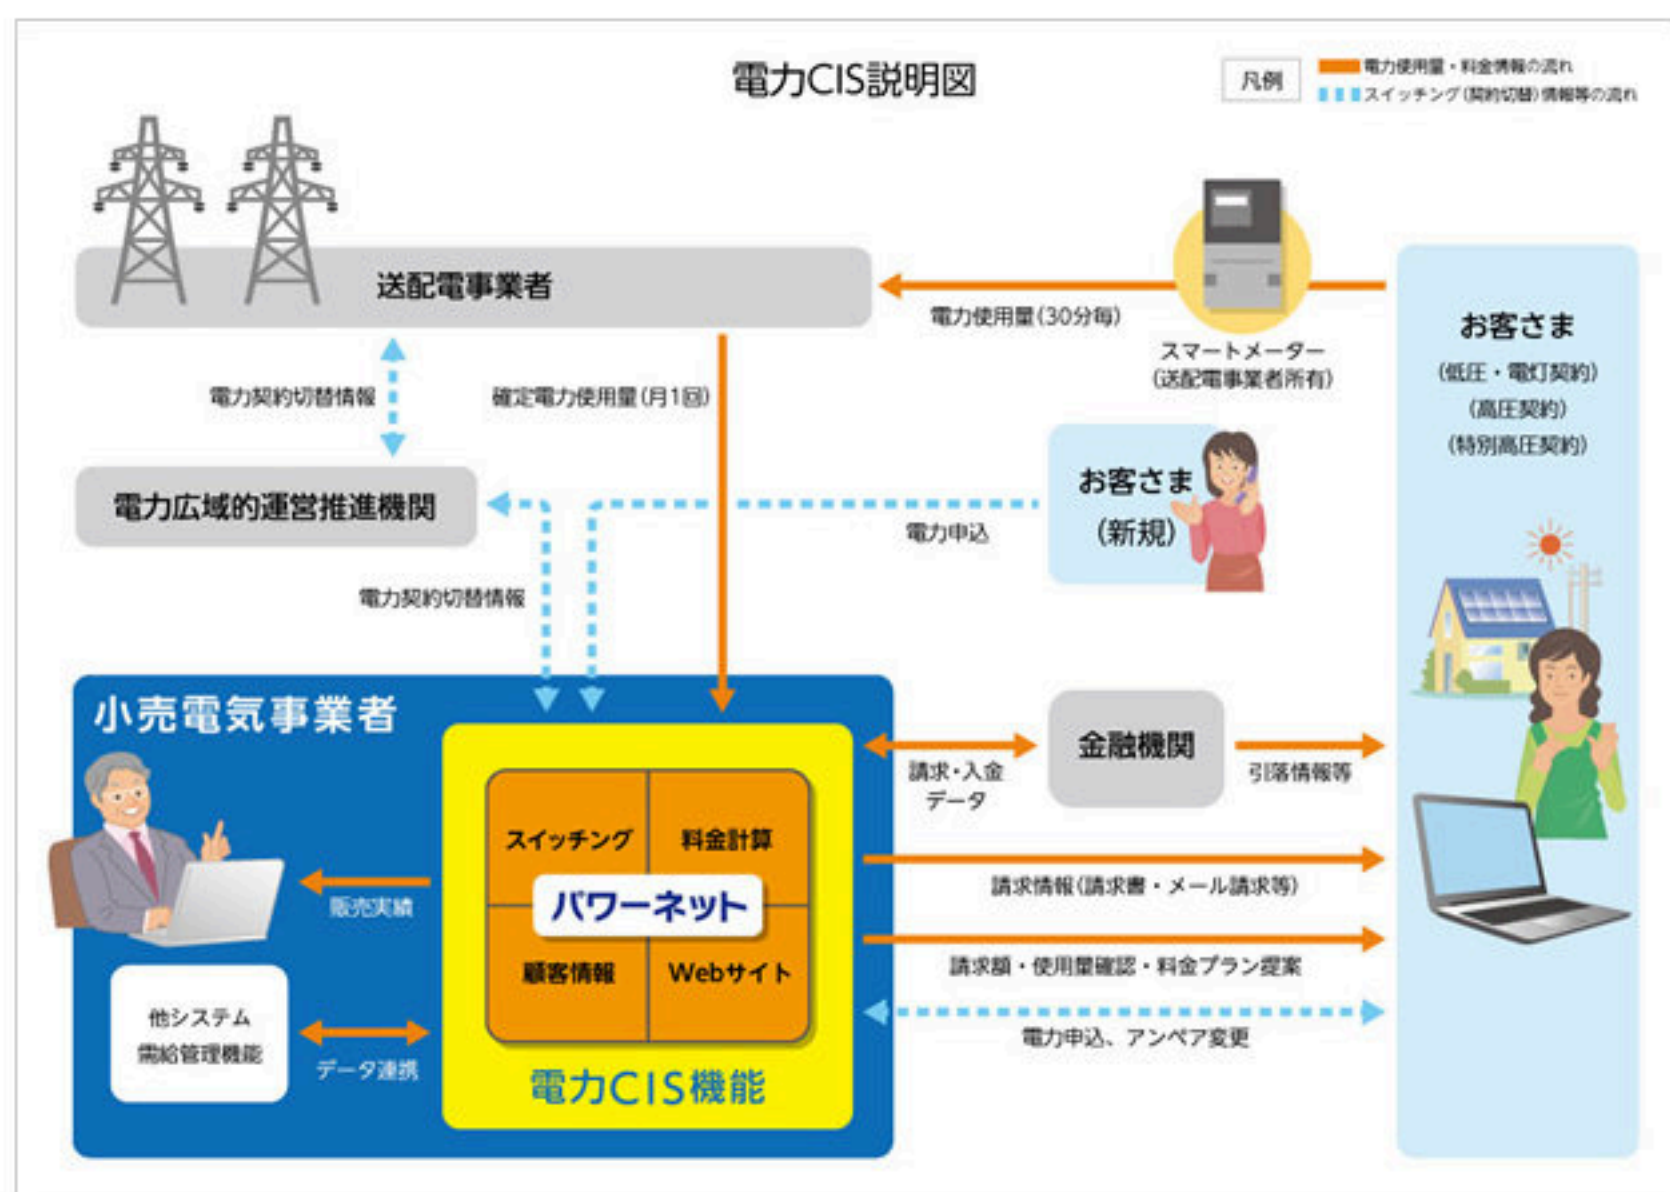 電力CIS説明図
凡例
電力使用量・料金情報の流れ
スイッチング(契約切替)情報等の流れ
送配電事業者
電力使用量(30分毎)
スマートメーター
(送配電事業者所有)
お客さま
(低圧・電灯契約)
(高圧契約)
(特別高圧契約)
電力契約切替情報
確定電力使用量(月1回)
電力広域的運営推進機関
お客さま
(新規)
電力申込
電力契約切替情報
小売電気事業者
金融機関
請求・入金
データ
引落情報等
スイッチング
料金計算
パワーネット
顧客情報
Webサイト
電力CIS機能
販売実績
他システム
需給管理機能
データ連携
請求情報(請求書・メール請求等)
請求額・使用量確認・料金プラン提案
電力申込、アンペア変更